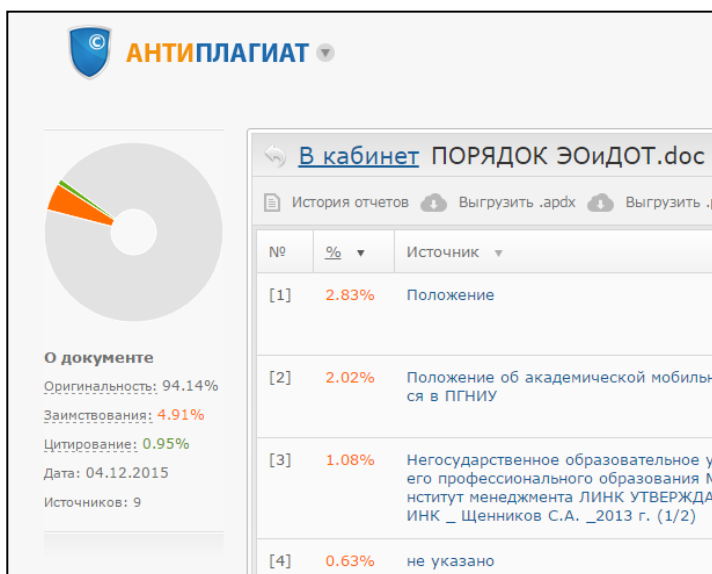 ©
АНТИПЛАГИАТ
В кабинет ПОРЯДОК ЭОиДОТ.doc
История отчетов Выгрузить .apdx Выгрузить
№ % Источник
[1] 2.83% Положение
[2] 2.02% Положение об академической
ся в ПГНИУ
[3] 1.08% Негосударственное образовательное
его профессионального образования
нститут менеджмента ЛИНК
ИНК _ Щенников С.А. _2013 г. (1/2)
[4] 0.63% не указано
О документе
Оригинальность: 94.14%
Заимствования: 4.91%
Цитирование: 0.95%
Дата: 04.12.2015
Источников: 9